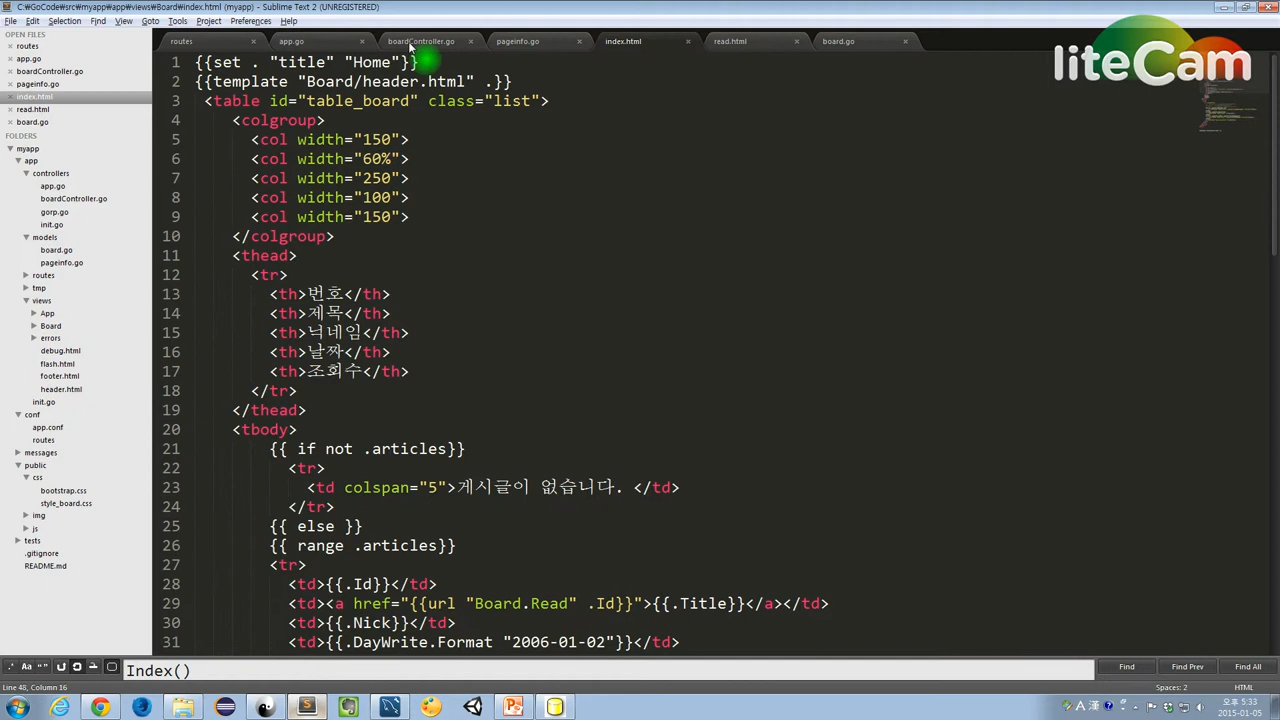 C:￦GoCode￦src￦myapp￦app￦views￦Board￦index.html (myapp) - Sublime Text 2 (UNREGISTERED)
File Edit Selection Find View Goto Tools Project Preferences Help
OPEN FILES
routes
app.go
boardController.go
pageinfo.go
index.html
read.html
board.go
FOLDERS
myapp
app
controllers
app.go
boardController.go
gorp.go
init.go
models
board.go
pageinfo.go
routes
tmp
views
App
Board
errors
debug.html
flash.html
footer.html
header.html
init.go
conf
app.conf
routes
messages
public
css
bootstrap.css
style_board.css
img
js
tests
.gitignore
README.md
routes app.go boardController.go pageinfo.go index.html read.html board.go
liteCam
1 {{set . "title" "Home"}}
2 {{template "Board/header.html" .}}
3 <table id="table_board" class="list">
4 <colgroup>
5 <col width="150">
6 <col width="60%">
7 <col width="250">
8 <col width="100">
9 <col width="150">
10 </colgroup>
11 <thead>
12 <tr>
13 <th>번호</th>
14 <th>제목</th>
15 <th>닉네임</th>
16 <th>날짜</th>
17 <th>조회수</th>
18 </tr>
19 </thead>
20 <tbody>
21 {{ if not .articles}}
22 <tr>
23 <td colspan="5">게시글이 없습니다. </td>
24 </tr>
25 {{ else }}
26 {{ range .articles}}
27 <tr>
28 <td>{{.Id}}</td>
29 <td><a href="{{url "Board.Read" .Id}}">{{.Title}}</a></td>
30 <td>{{.Nick}}</td>
31 <td>{{.DayWrite.Format "2006-01-02"}}</td>
Index()
Find Find Prev Find All
Line 48, Column 16 Spaces: 2 HTML
A 漢
오후 5:33
2015-01-05